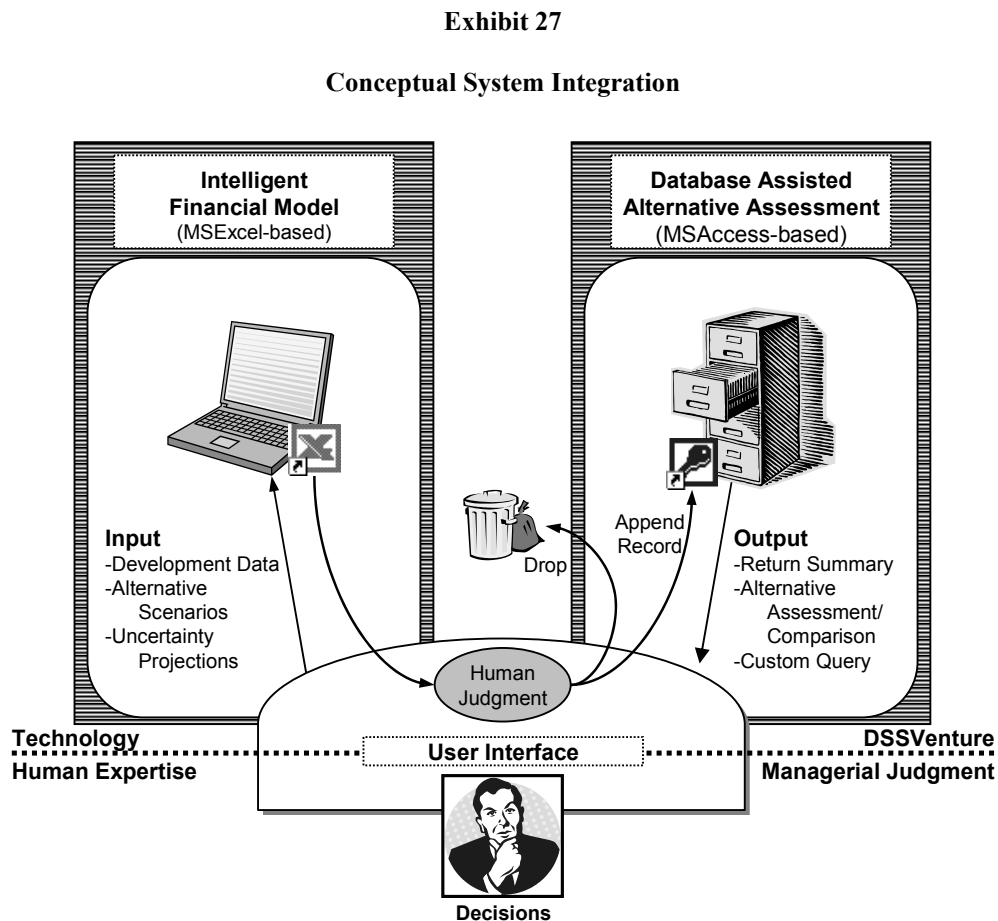 Exhibit 27
Conceptual System Integration
Intelligent
Financial Model
(MSExcel-based)
Database Assisted
Alternative Assessment
(MSAccess-based)
Input
-Development Data
-Alternative
Scenarios
-Uncertainty
Projections
Drop
Append
Record
Output
-Return Summary
-Alternative
Assessment/
Comparison
-Custom Query
Human
Judgment
Technology
DSSVenture
User Interface
Human Expertise
Managerial Judgment
Decisions